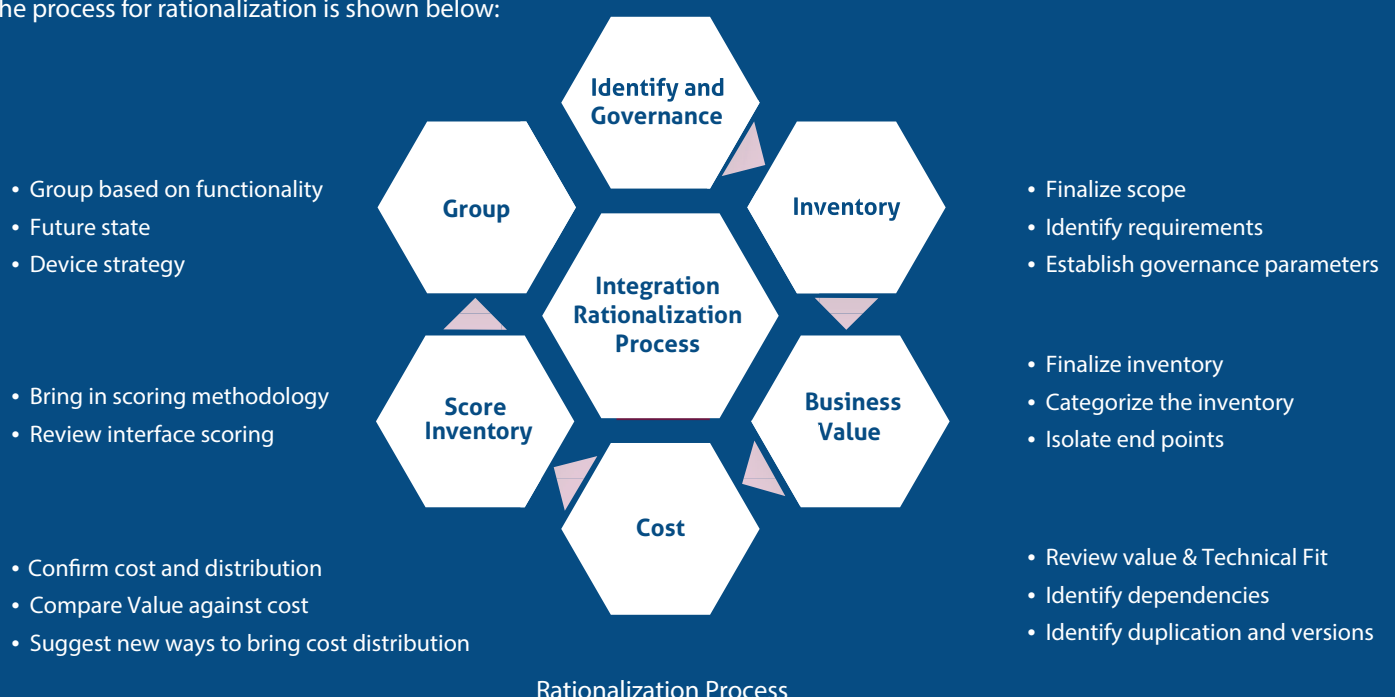 he process for rationalization is shown below:
Identify and
Governance
Group
Inventory
• Group based on functionality
• Future state
• Device strategy
• Finalize scope
• Identify requirements
• Establish governance parameters
Integration
Rationalization
Process
• Bring in scoring methodology
• Review interface scoring
Score
Inventory
Business
Value
• Finalize inventory
• Categorize the inventory
• Isolate end points
Cost
• Confirm cost and distribution
• Compare Value against cost
• Suggest new ways to bring cost distribution
• Review value & Technical Fit
• Identify dependencies
• Identify duplication and versions
Rationalization Process